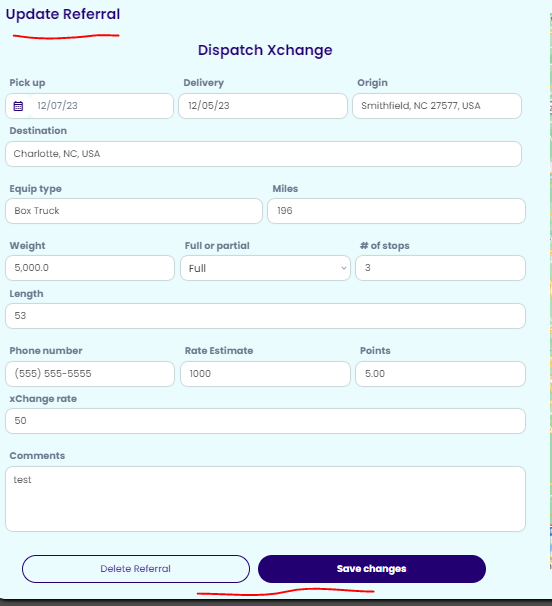 Update Referral
Dispatch Xchange
Pick up Delivery Origin
12/07/23 12/05/23 Smithfield, NC 27577, USA
Destination
Charlotte, NC, USA
Equip type Miles
Box Truck 196
Weight Full or partial # of stops
5,000.0 Full 3
Length
53
Phone number Rate Estimate Points
(555) 555-5555 1000 5.00
xChange rate
50
Comments
test
Delete Referral Save changes